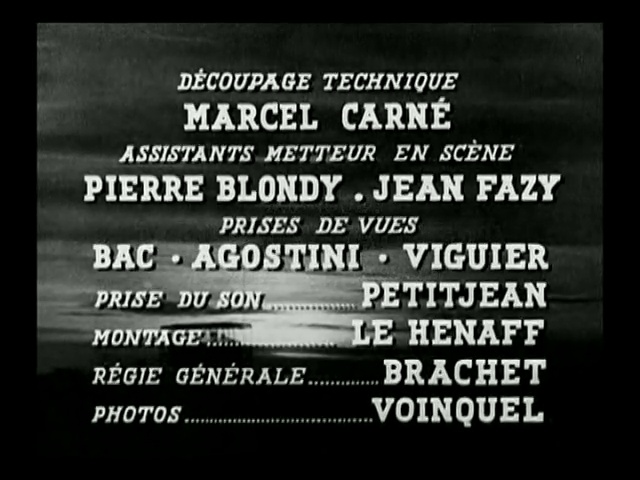 DÉCOUPAGE TECHNIQUE
MARCEL CARNÉ
ASSISTANTS METTEUR EN SCÈNE
PIERRE BLONDY . JEAN FAZY
PRISES DE VUES
BAC · AGOSTINI · VIGUIER
PRISE DU SON.............. PETITJEAN
MONTAGE.................... LE HENAFF
RÉGIE GÉNÉRALE............ BRACHET
PHOTOS.............................. VOINQUEL